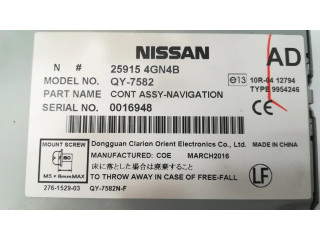 NISSAN
AD
N # 25915 4GN4B
MODEL NO. QY-7582
e13 10R-04 12794
TYPE 9954246
PART NAME CONT ASSY-NAVIGATION
SERIAL NO. 0016948
CE
Dongguan Clarion Orient Electronics Co., Ltd. MADE IN CHINA
MOUNT SCREW
MANUFACTURED: COE MARCH2016
床に落ちた場合は廃棄する こと
TO THROW AWAY IN CASE OF FREE-FALL
M5 × 8mmMAX
LF
276-1529-03 QY-7582N-F